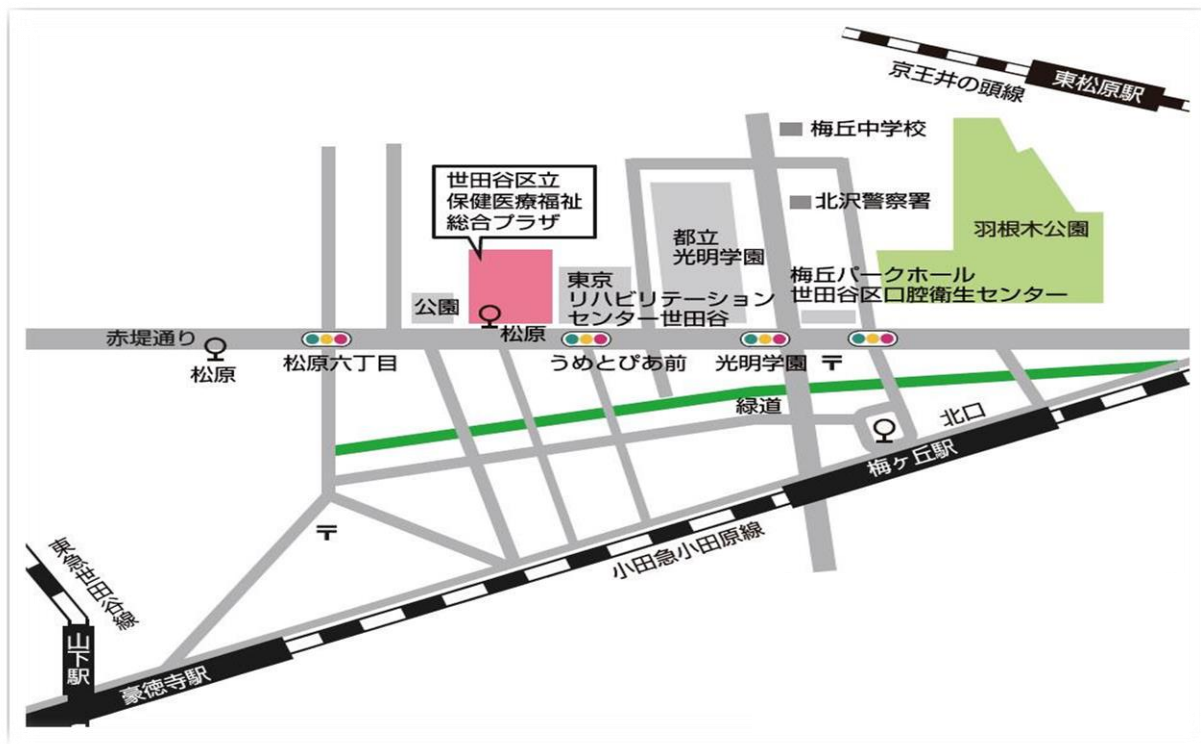 京王井の頭線
東松原駅
梅丘中学校
世田谷区立
保健医療福祉
総合プラザ
北沢警察署
羽根木公園
都立
光明学園
梅丘パークホール
世田谷区口腔衛生センター
東京
リハビリテーション
センター世田谷
公園
松原
赤堤通り
松原
松原六丁目
うめとぴあ前
光明学園
〒
緑道
北口
梅ヶ丘駅
〒
小田急小田原線
東急世田谷線
山下駅
豪徳寺駅